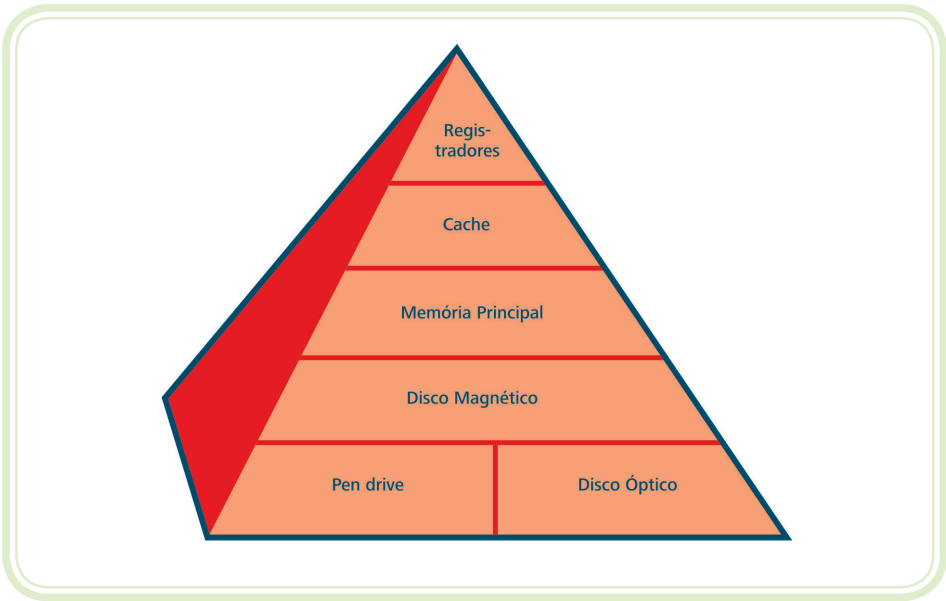 Regis-
tradores
Cache
Memória Principal
Disco Magnético
Pen drive
Disco Óptico